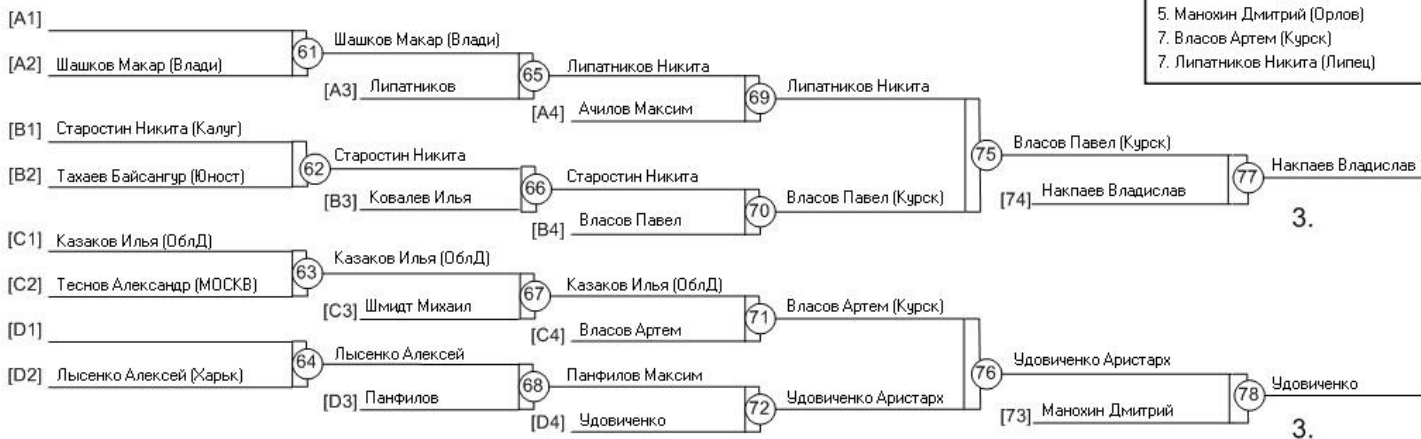 5. Манохин Дмитрий (Орлов)
7. Власов Артем (Курск)
7. Липатников Никита (Липец)
[A1]
61
Шашков Макар (Влади)
[A2] Шашков Макар (Влади)
65
Липатников Никита
[A3] Липатников
69
Липатников Никита
[A4] Ачилов Максим
[B1] Старостин Никита (Калуг)
75
Власов Павел (Курск)
62
Старостин Никита
77
Накпаев Владислав
[B2] Тахаев Байсангур (Юност)
66
Старостин Никита
[74] Накпаев Владислав
[B3] Ковалев Илья
70
Власов Павел (Курск)
3.
[B4] Власов Павел
[C1] Казаков Илья (ОблД)
63
Казаков Илья (ОблД)
[C2] Теснов Александр (МОСКВ)
67
Казаков Илья (ОблД)
[C3] Шмидт Михаил
71
Власов Артем (Курск)
[C4] Власов Артем
[D1]
76
Удовиченко Аристарх
64
Лысенко Алексей
78
Удовиченко
[D2] Лысенко Алексей (Харьк)
68
Панфилов Максим
[D3] Панфилов
72
Удовиченко Аристарх
[73] Манохин Дмитрий
[D4] Удовиченко
3.